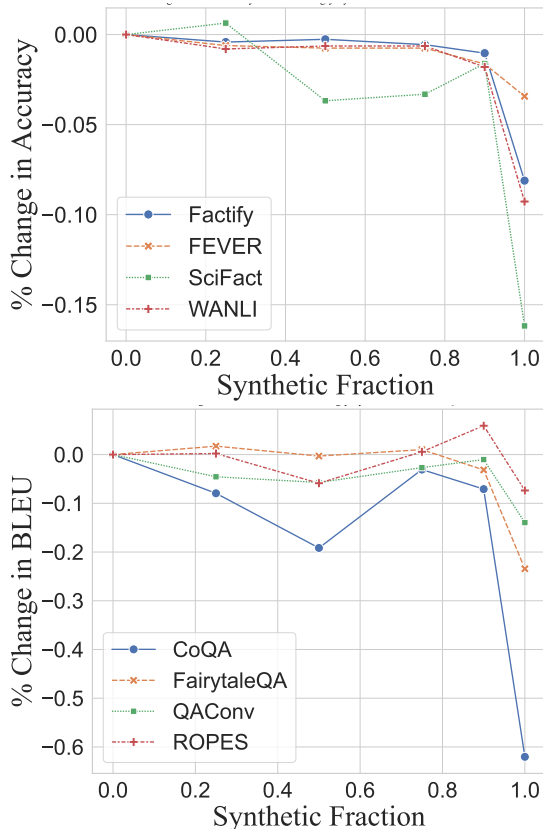 0.00
−0.05
−0.10
−0.15
% Change in Accuracy
Factify
FEVER
SciFact
WANLI
0.0 0.2 0.4 0.6 0.8 1.0
Synthetic Fraction
0.0
−0.1
−0.2
−0.3
−0.4
−0.5
−0.6
% Change in BLEU
CoQA
FairytaleQA
QAConv
ROPES
0.0 0.2 0.4 0.6 0.8 1.0
Synthetic Fraction